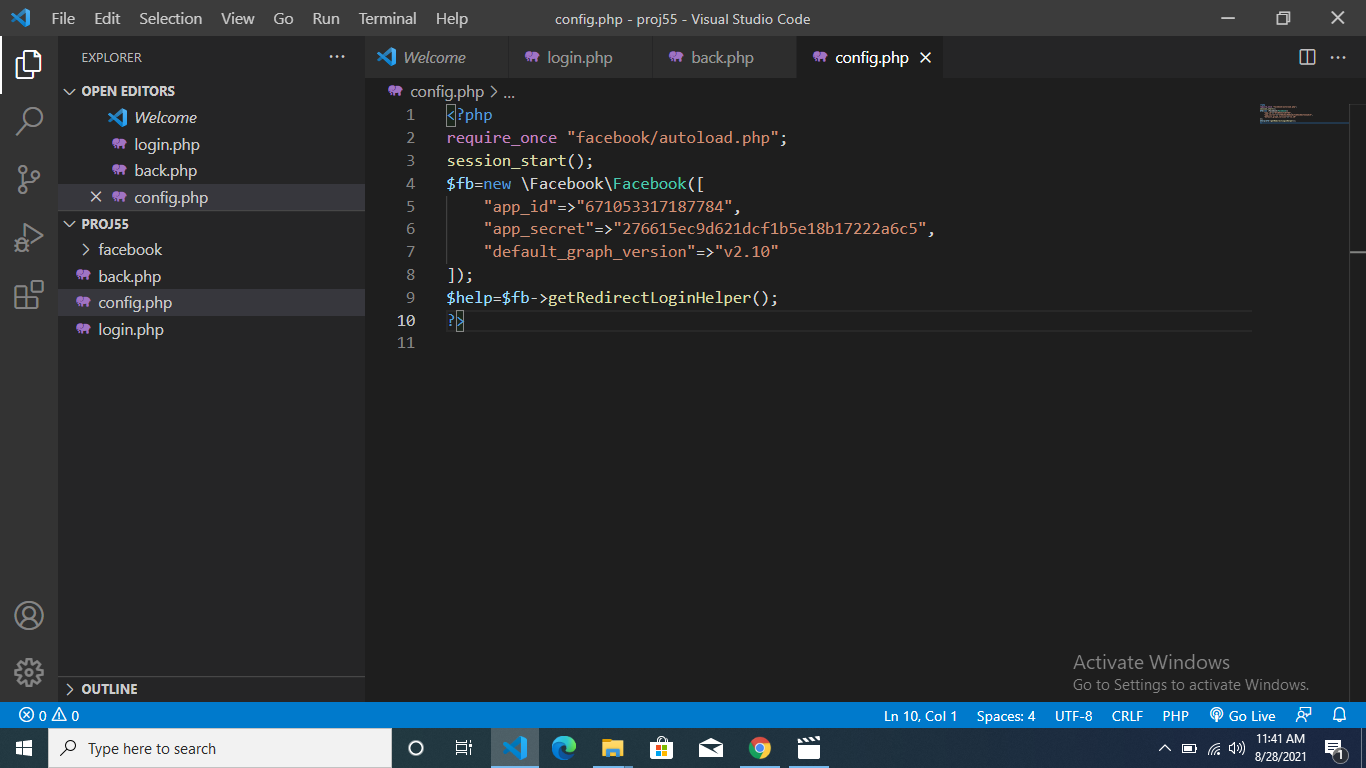 File Edit Selection View Go Run Terminal Help
config.php - proj55 - Visual Studio Code
EXPLORER
OPEN EDITORS
Welcome
login.php
back.php
config.php
PROJ55
facebook
back.php
config.php
login.php
OUTLINE
Welcome login.php back.php config.php
config.php > ...
1 <?php
2 require_once "facebook/autoload.php";
3 session_start();
4 $fb=new \Facebook\Facebook([
5 "app_id"=>"671053317187784",
6 "app_secret"=>"276615ec9d621dcf1b5e18b17222a6c5",
7 "default_graph_version"=>"v2.10"
8 ]);
9 $help=$fb->getRedirectLoginHelper();
10 ?>
11
Activate Windows
Go to Settings to activate Windows.
0 0 Ln 10, Col 1 Spaces: 4 UTF-8 CRLF PHP Go Live
Type here to search
11:41 AM
8/28/2021
1